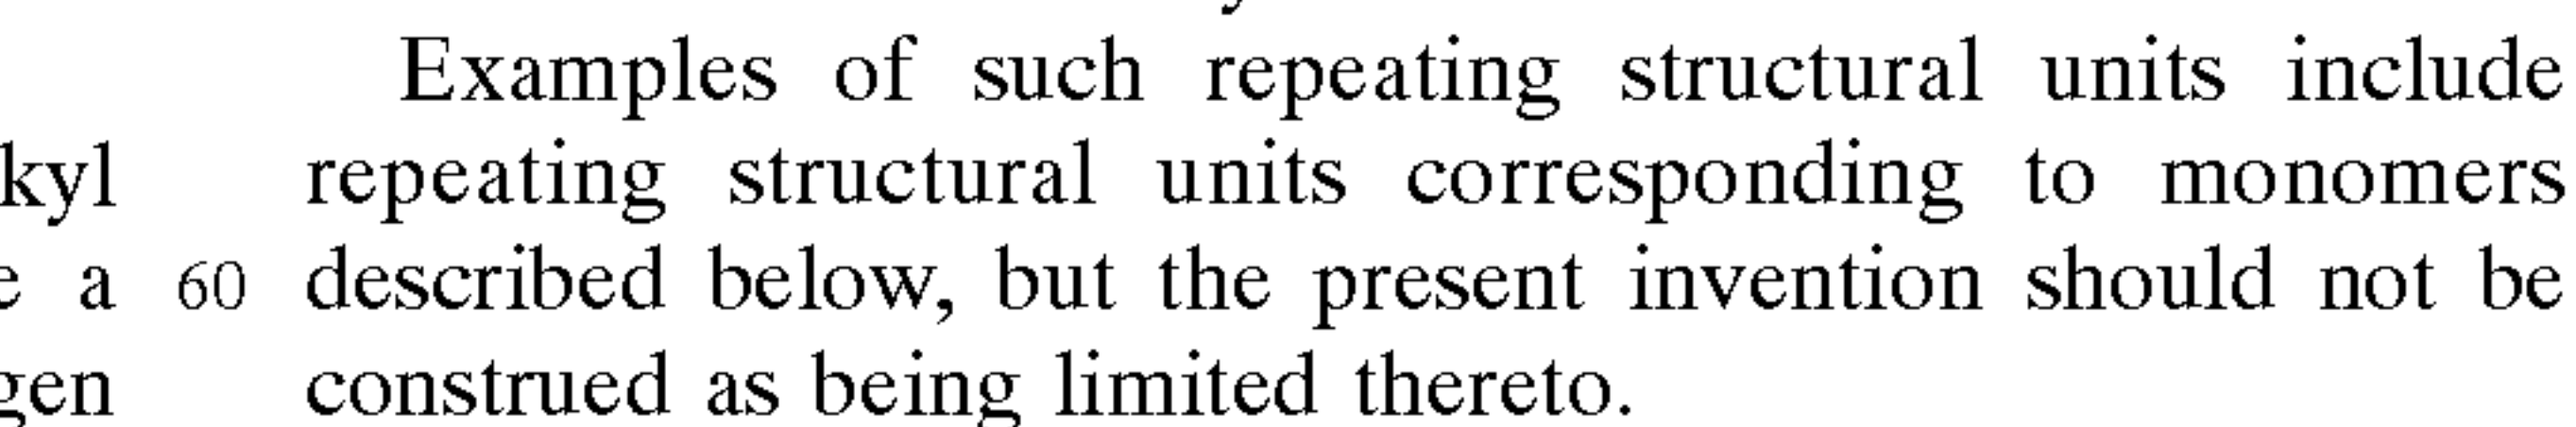 Examples of such repeating structural units include
kyl repeating structural units corresponding to monomers
a 60 described below, but the present invention should not be
gen construed as being limited thereto.